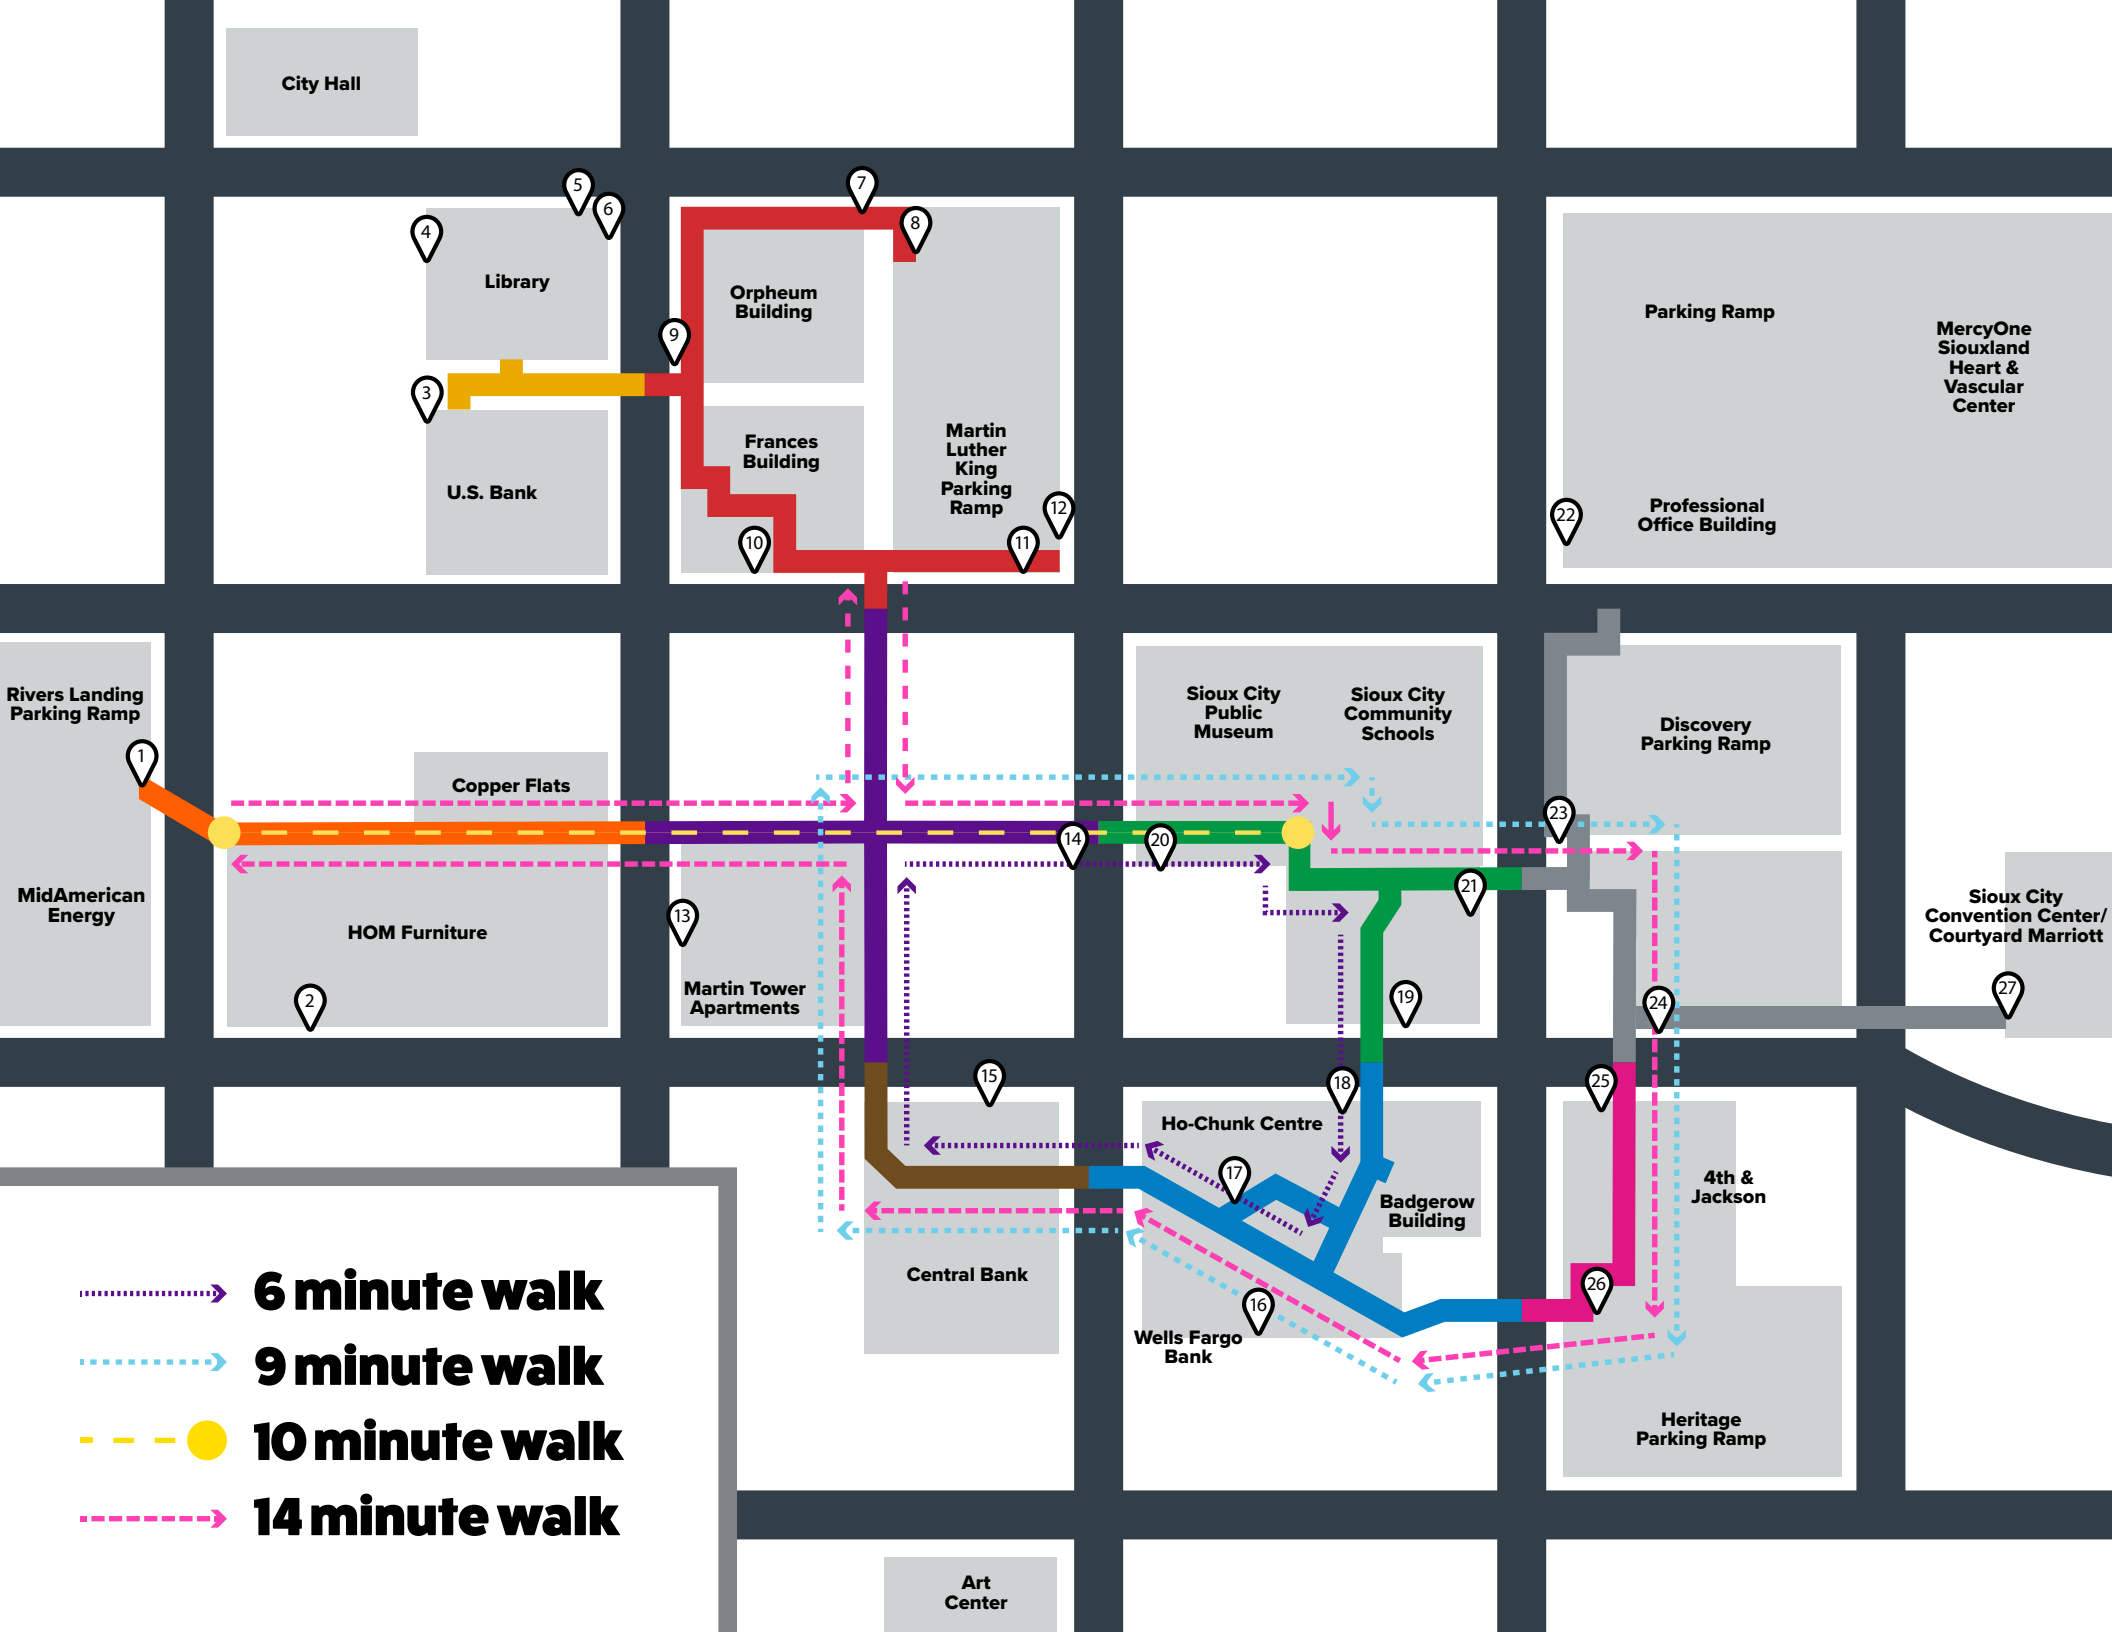 City Hall
5
6
7
4
8
Library
Orpheum
Building
Parking Ramp
MercyOne
Siouxland
Heart &
Vascular
Center
9
3
Frances
Building
Martin
Luther
King
Parking
Ramp
U.S. Bank
12
22
Professional
Office Building
10
11
Rivers Landing
Parking Ramp
Sioux City
Public
Museum
Sioux City
Community
Schools
Discovery
Parking Ramp
1
Copper Flats
23
14
20
21
MidAmerican
Energy
HOM Furniture
13
Sioux City
Convention Center/
Courtyard Marriott
2
Martin Tower
Apartments
19
24
27
15
18
25
Ho-Chunk Centre
17
4th &
Jackson
Badgerow
Building
Central Bank
16
26
Wells Fargo
Bank
Heritage
Parking Ramp
6 minute walk
9 minute walk
10 minute walk
14 minute walk
Art
Center